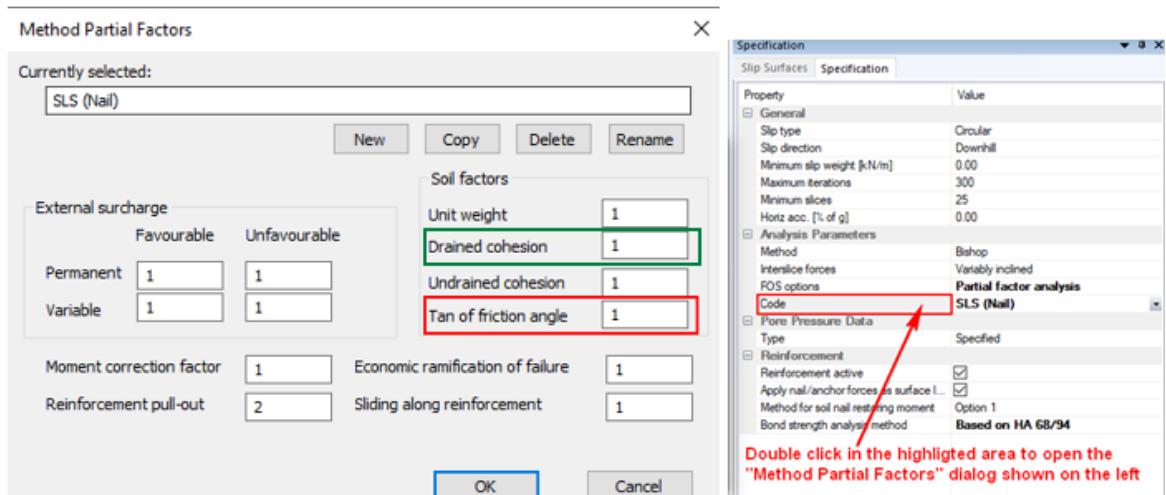 Method Partial Factors
Currently selected:
SLS (Nail)
New Copy Delete Rename
Soil factors
External surcharge
Favourable Unfavourable
Permanent 1 1
Variable 1 1
Unit weight 1
Drained cohesion 1
Undrained cohesion 1
Tan of friction angle 1
Moment correction factor 1 Economic ramification of failure 1
Reinforcement pull-out 2 Sliding along reinforcement 1
OK Cancel
Specification
Slip Surfaces Specification
Property Value
General
Slip type Circular
Slip direction Downhill
Minimum slip weight [kN/m] 0.00
Maximum iterations 300
Minimum slices 25
Horiz acc. [% of g] 0.00
Analysis Parameters
Method Bishop
Interslice forces Variably inclined
FOS options Partial factor analysis
Code SLS (Nail)
Pore Pressure Data
Type Specified
Reinforcement
Reinforcement active
Apply nail/anchor forces as surface l...
Method for soil nail restoring moment Option 1
Bond strength analysis method Based on HA 68/94
Double click in the highligted area to open the
"Method Partial Factors" dialog shown on the left